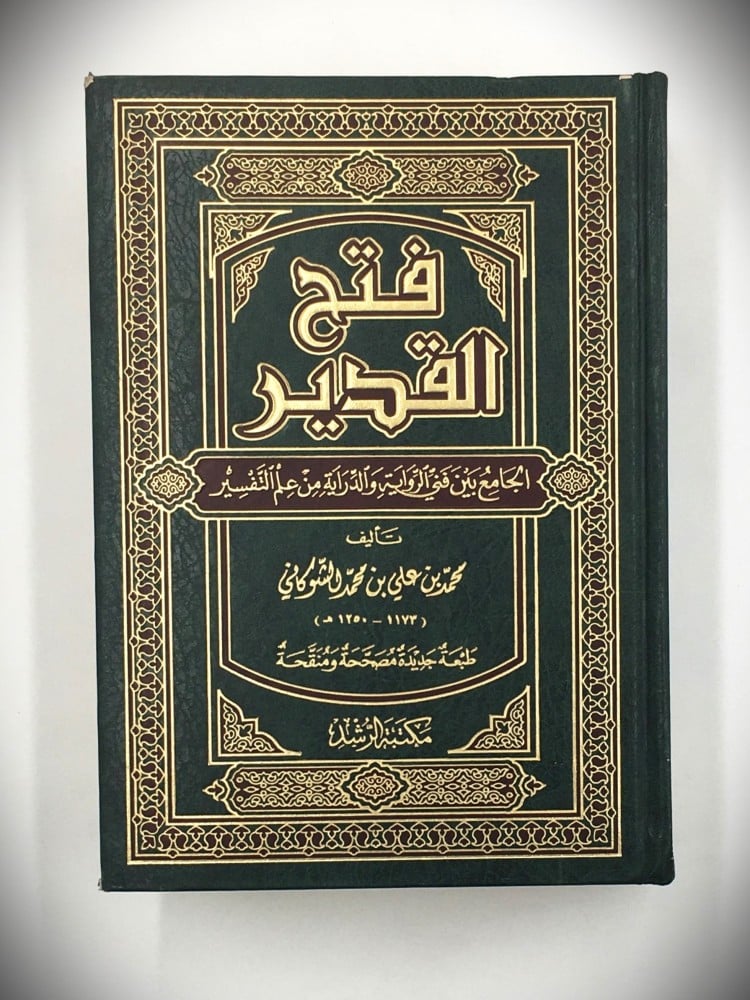 فتح
القدير
الجامع بين فني الرواية والدراية من علم التفسير
تأليف
محمد بن علي بن محمد الشوكاني
( ١١٧٣ - ١٢٥٠ هـ )
طبعة جديدة مصححة ومنقحة
مكتبة الرشد